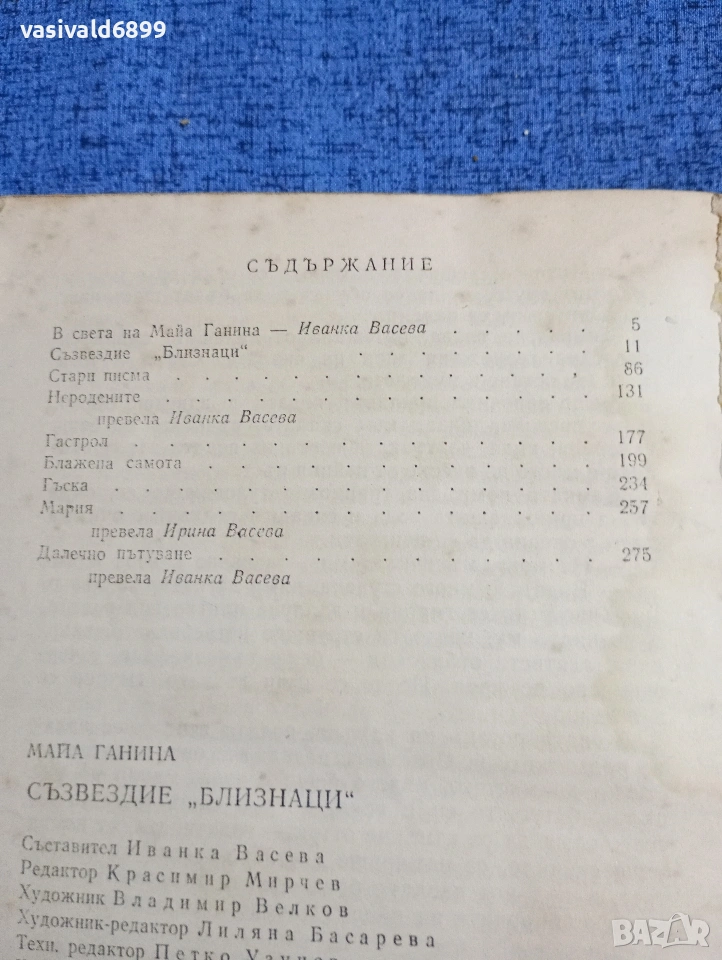 vasivald6899
СЪДЪРЖАНИЕ
В света на Майа Ганина — Иванка Васева . . . . . 5
Съзвездие „Близнаци“ . . . . . . . . 11
Стари писма . . . . . . . . . . . . 86
Неродените . . . . . . . . . . . . 131
превела Иванка Васева
Гастрол . . . . . . . . . . . . . 177
Блажена самота . . . . . . . . . . . 199
Гъска . . . . . . . . . . . . . . 234
Мария . . . . . . . . . . . . . . 257
превела Ирина Васева
Далечно пътуване . . . . . . . . . . 275
превела Иванка Васева
МАЙА ГАНИНА
СЪЗВЕЗДИЕ „БЛИЗНАЦИ“
Съставител Иванка Васева
Редактор Красимир Мирчев
Художник Владимир Велков
Художник-редактор Лиляна Басарева
Техн. редактор Петко
BAZAR